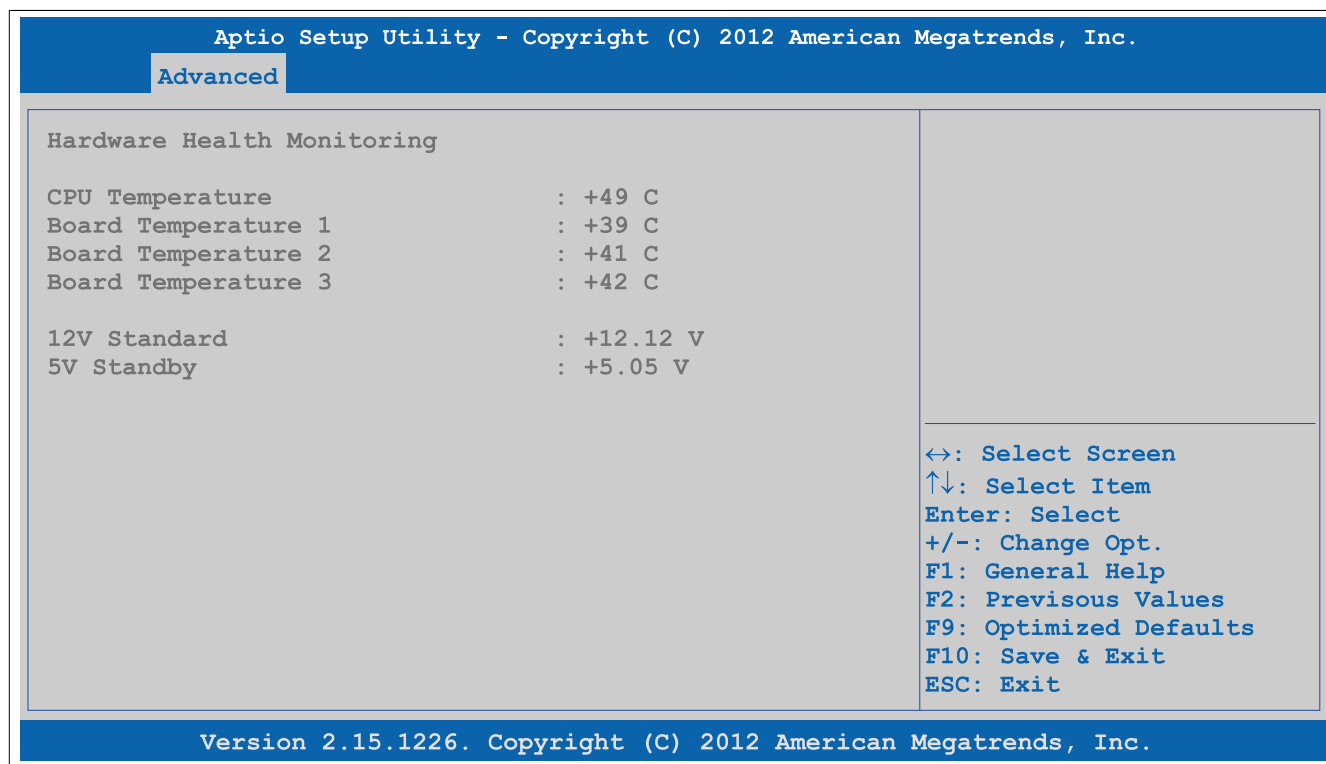 Aptio Setup Utility - Copyright (C) 2012 American Megatrends, Inc.
Advanced
Hardware Health Monitoring
CPU Temperature : +49 C
Board Temperature 1 : +39 C
Board Temperature 2 : +41 C
Board Temperature 3 : +42 C
12V Standard : +12.12 V
5V Standby : +5.05 V
↔: Select Screen
↑↓: Select Item
Enter: Select
+/-: Change Opt.
F1: General Help
F2: Previsous Values
F9: Optimized Defaults
F10: Save & Exit
ESC: Exit
Version 2.15.1226. Copyright (C) 2012 American Megatrends, Inc.